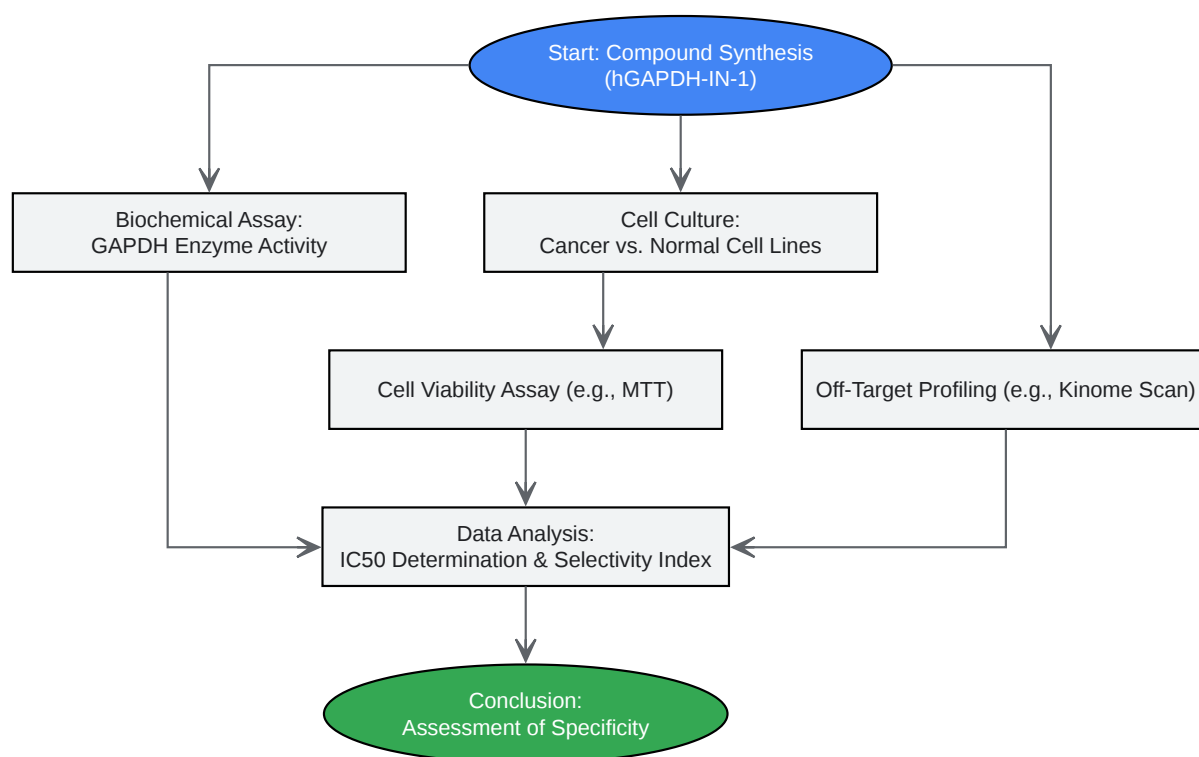 Start: Compound Synthesis
(hGAPDH-IN-1)
Biochemical Assay:
GAPDH Enzyme Activity
Cell Culture:
Cancer vs. Normal Cell Lines
Cell Viability Assay (e.g., MTT)
Off-Target Profiling (e.g., Kinome Scan)
Data Analysis:
IC50 Determination & Selectivity Index
Conclusion:
Assessment of Specificity